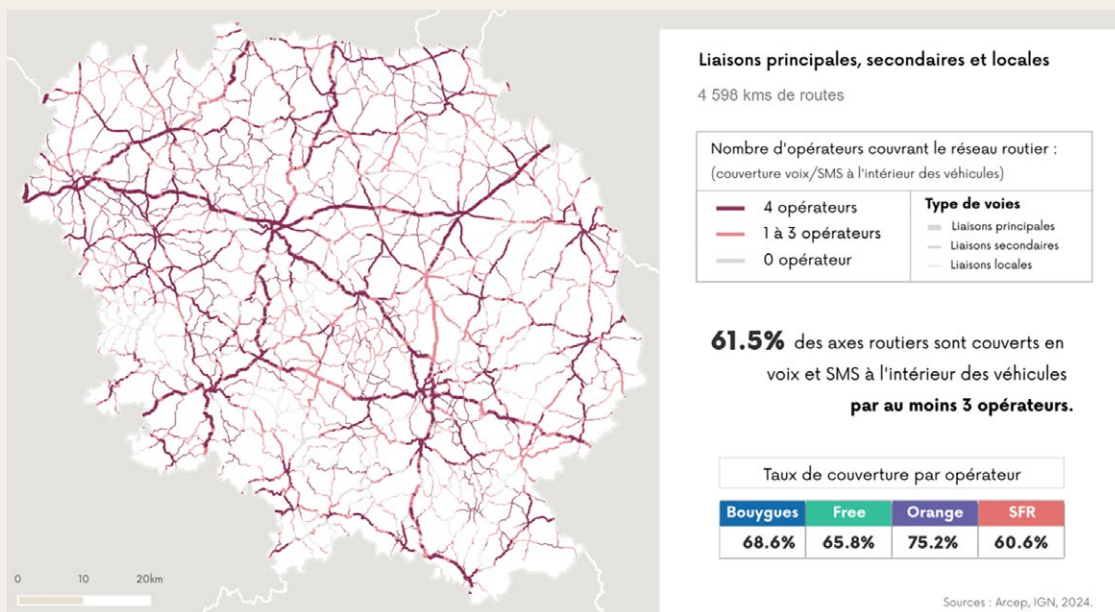 Liaisons principales, secondaires et locales
4 598 kms de routes
Nombre d'opérateurs couvrant le réseau routier :
(couverture voix/SMS à l'intérieur des véhicules)
4 opérateurs
1 à 3 opérateurs
0 opérateur
Type de voies
Liaisons principales
Liaisons secondaires
Liaisons locales
61.5% des axes routiers sont couverts en
voix et SMS à l'intérieur des véhicules
par au moins 3 opérateurs.
Taux de couverture par opérateur
Bouygues Free Orange SFR
68.6% 65.8% 75.2% 60.6%
0 10 20km
Sources : Arcep, IGN, 2024.